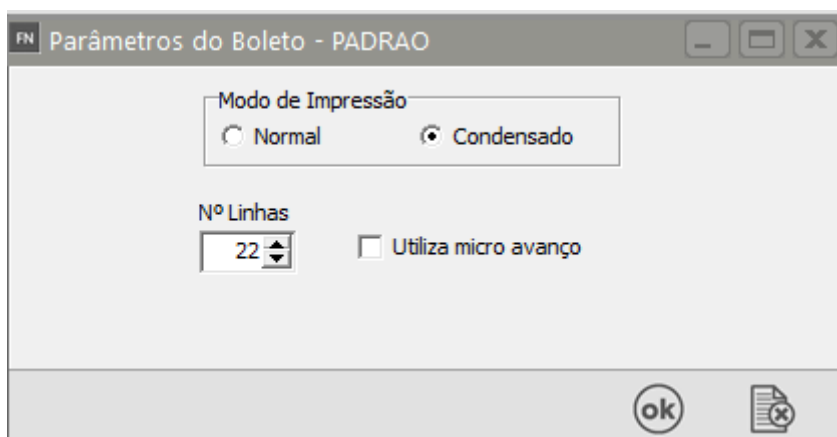 FN Parâmetros do Boleto - PADRAO
Modo de Impressão
Normal Condensado
Nº Linhas
22 Utiliza micro avanço
ok